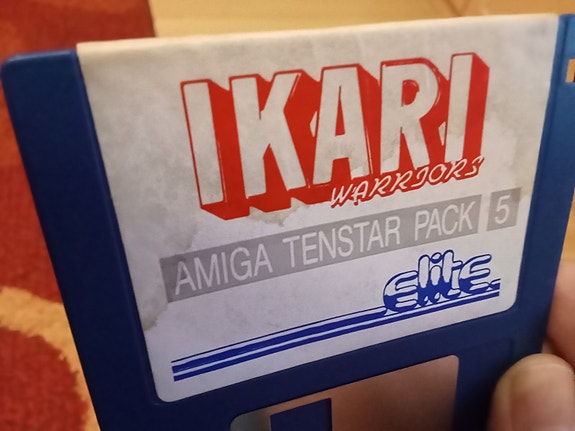 IKARI
WARRIORS
AMIGA TENSTAR PACK 5
elite